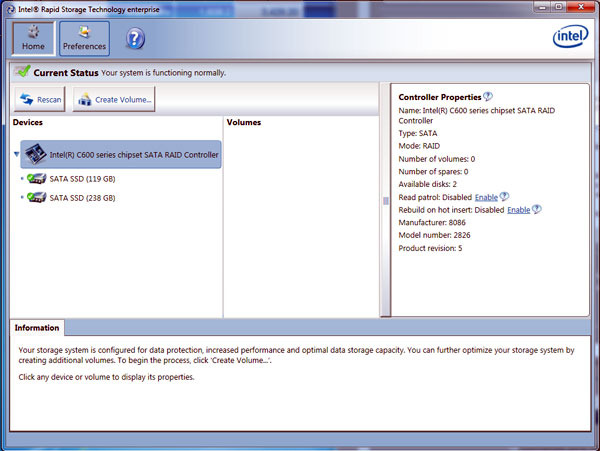 Intel® Rapid Storage Technology enterprise
Home
Preferences
?
intel
Current Status Your system is functioning normally.
Rescan
Create Volume...
Devices
Volumes
Intel(R) C600 series chipset SATA RAID Controller
SATA SSD (119 GB)
SATA SSD (238 GB)
Controller Properties ?
Name: Intel(R) C600 series chipset SATA RAID
Controller
Type: SATA
Mode: RAID
Number of volumes: 0
Number of spares: 0
Available disks: 2
Read patrol: Disabled Enable ?
Rebuild on hot insert: Disabled Enable ?
Manufacturer: 8086
Model number: 2826
Product revision: 5
Information
Your storage system is configured for data protection, increased performance and optimal data storage capacity. You can further optimize your storage system by
creating additional volumes. To begin the process, click 'Create Volume...'.
Click any device or volume to display its properties.